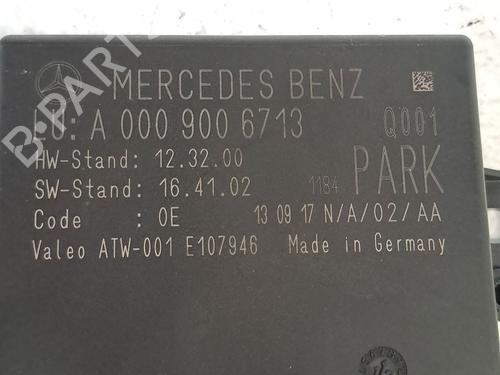 MERCEDES BENZ
A 000 900 6713 Q001
HW-Stand: 12.32.00
SW-Stand: 16.41.02 1184 PARK
Code : 0E 13 09 17 N/A/02/AA
Valeo ATW-001 E107946 Made in Germany
B-PARTS